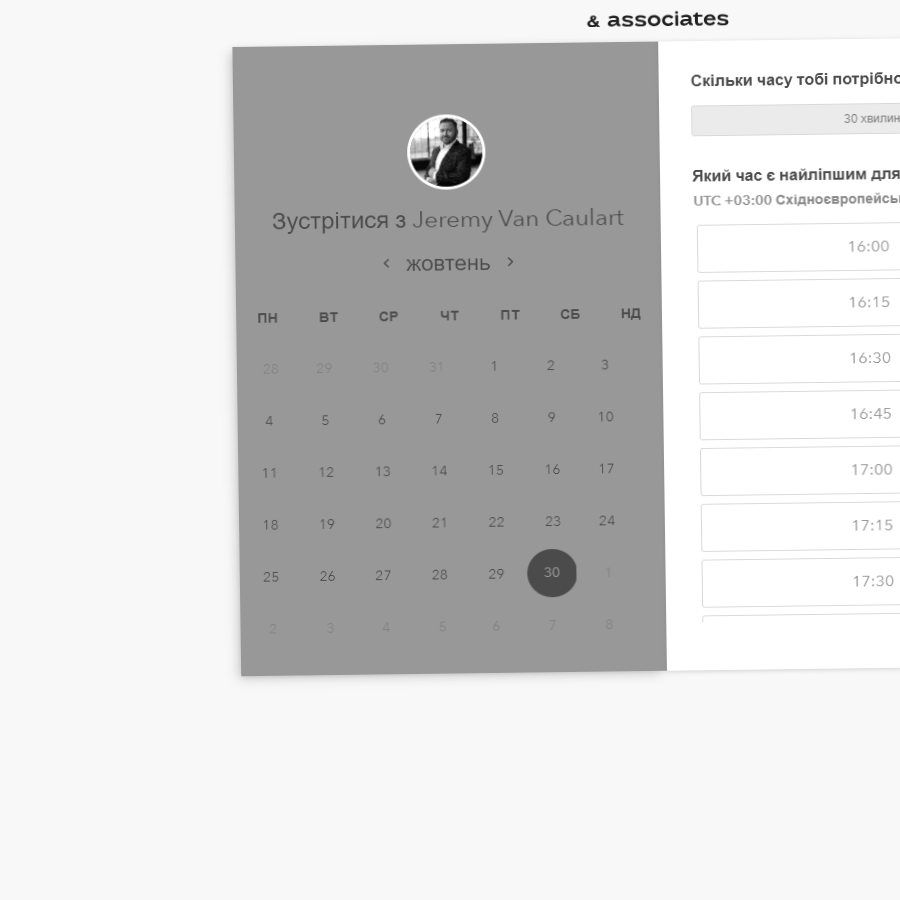 & associates
Зустрітися з Jeremy Van Caulart
жовтень
ПН ВТ СР ЧТ ПТ СБ НД
28 29 30 31 1 2 3
4 5 6 7 8 9 10
11 12 13 14 15 16 17
18 19 20 21 22 23 24
25 26 27 28 29 30 1
2 3 4 5 6 7 8
Скільки часу тобі потрібно
30 хвилин
Який час є найліпшим для
UTC +03:00 Східноєвропейсь
16:00
16:15
16:30
16:45
17:00
17:15
17:30